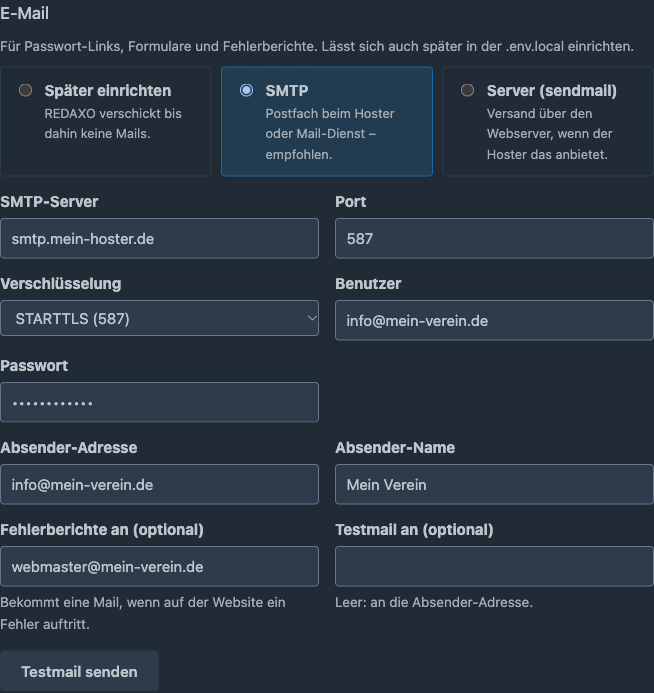 E-Mail
Für Passwort-Links, Formulare und Fehlerberichte. Lässt sich auch später in der .env.local einrichten.
Später einrichten
REDAXO verschickt bis
dahin keine Mails.
SMTP
Postfach beim Hoster
oder Mail-Dienst –
empfohlen.
Server (sendmail)
Versand über den
Webserver, wenn der
Hoster das anbietet.
SMTP-Server
Port
smtp.mein-hoster.de
587
Verschlüsselung
Benutzer
STARTTLS (587)
info@mein-verein.de
Passwort
••••••••••••
Absender-Adresse
Absender-Name
info@mein-verein.de
Mein Verein
Fehlerberichte an (optional)
Testmail an (optional)
webmaster@mein-verein.de
Bekommt eine Mail, wenn auf der Website ein
Fehler auftritt.
Leer: an die Absender-Adresse.
Testmail senden